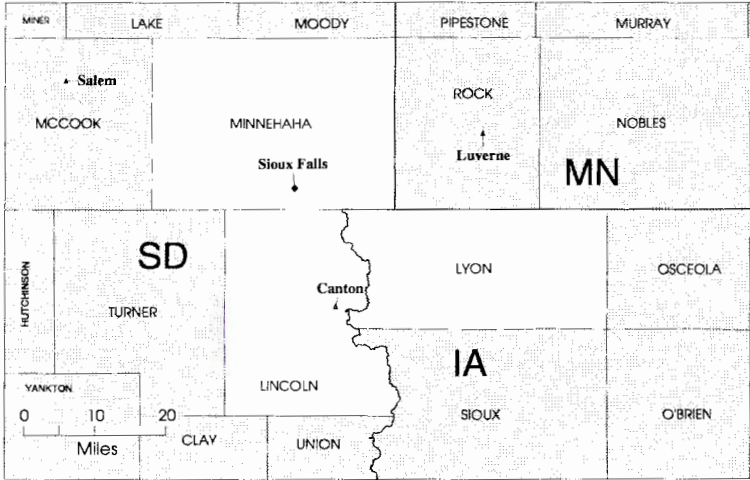 MINER
LAKE
MOODY
PIPESTONE
MURRAY
Salem
MCCOOK
MINNEHAHA
ROCK
NOBLES
Sioux Falls
Luverne
MN
SD
HUTCHINSON
TURNER
LYON
OSCEOLA
Canton
IA
YANKTON
LINCOLN
SIOUX
O'BRIEN
0 10 20
Miles
CLAY
UNION